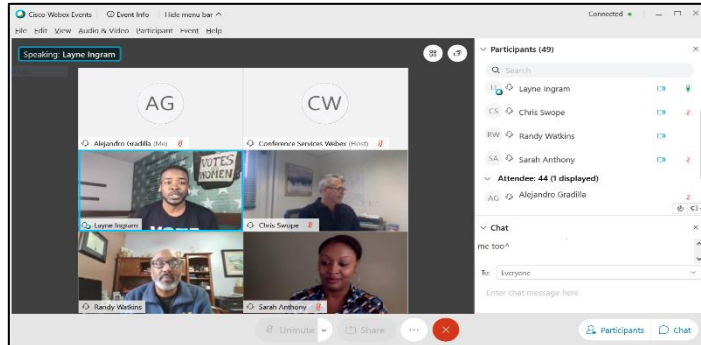 Cisco Webex Events
Event Info
Hide menu bar
Connected
File Edit View Audio & Video Participant Event Help
Speaking: Layne Ingram
AG
CW
Alejandro Gradilla (Me)
Conference Services Webex (Host)
VOTES
WOMEN
VOTE
Layne Ingram
Chris Swope
Randy Watkins
Sarah Anthony
Unmute
Share
Participants (49)
Search
Layne Ingram
CS Chris Swope
RW Randy Watkins
SA Sarah Anthony
Attendee: 44 (1 displayed)
AG Alejandro Gradilla
Chat
me too^
To: Everyone
Enter chat message here
Participants
Chat